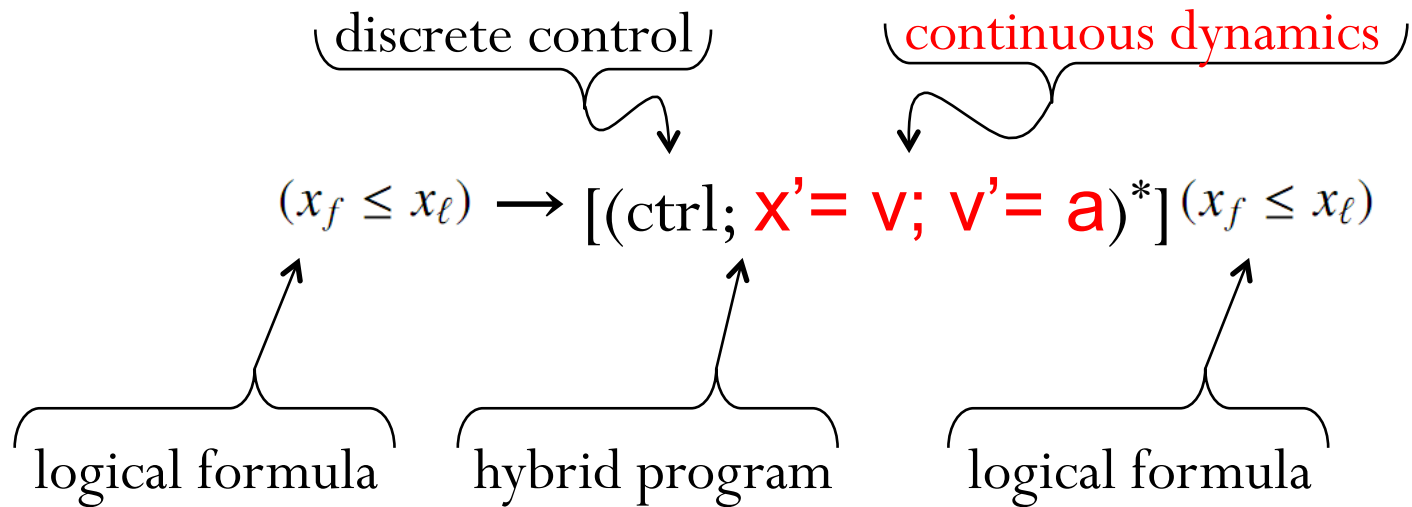 discrete control continuous dynamics
(x_f ≤ x_ℓ) → [(ctrl; x’= v; v’= a)*] (x_f ≤ x_ℓ)
logical formula hybrid program logical formula